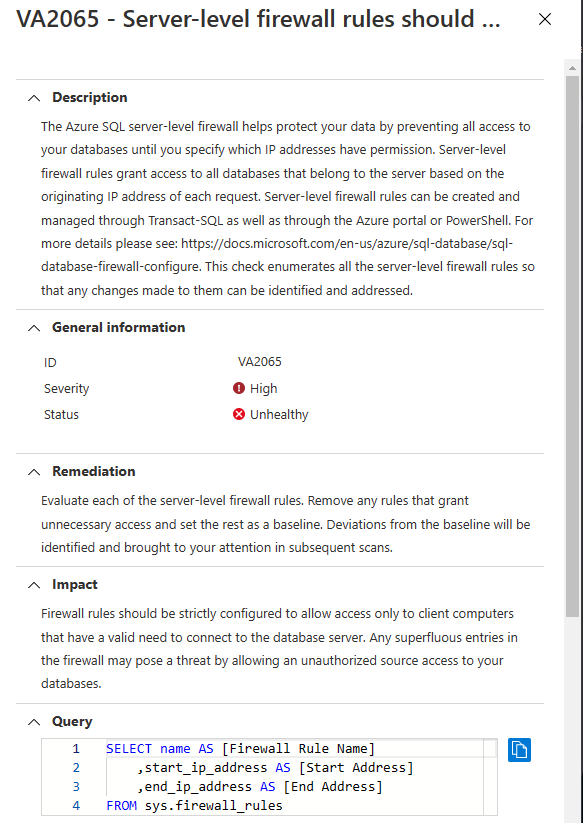 VA2065 - Server-level firewall rules should ...
Description
The Azure SQL server-level firewall helps protect your data by preventing all access to
your databases until you specify which IP addresses have permission. Server-level
firewall rules grant access to all databases that belong to the server based on the
originating IP address of each request. Server-level firewall rules can be created and
managed through Transact-SQL as well as through the Azure portal or PowerShell. For
more details please see: https://docs.microsoft.com/en-us/azure/sql-database/sql-
database-firewall-configure. This check enumerates all the server-level firewall rules so
that any changes made to them can be identified and addressed.
General information
ID VA2065
Severity High
Status Unhealthy
Remediation
Evaluate each of the server-level firewall rules. Remove any rules that grant
unnecessary access and set the rest as a baseline. Deviations from the baseline will be
identified and brought to your attention in subsequent scans.
Impact
Firewall rules should be strictly configured to allow access only to client computers
that have a valid need to connect to the database server. Any superfluous entries in
the firewall may pose a threat by allowing an unauthorized source access to your
databases.
Query
1 SELECT name AS [Firewall Rule Name]
2 ,start_ip_address AS [Start Address]
3 ,end_ip_address AS [End Address]
4 FROM sys.firewall_rules